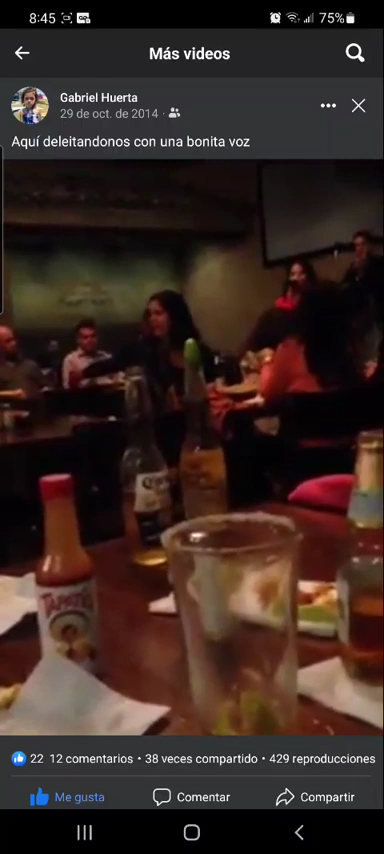 8:45
75%
Más videos
Gabriel Huerta
29 de oct. de 2014
Aquí deleitandonos con una bonita voz
Corona
TAPATIO
22 12 comentarios • 38 veces compartido • 429 reproducciones
Me gusta
Comentar
Compartir